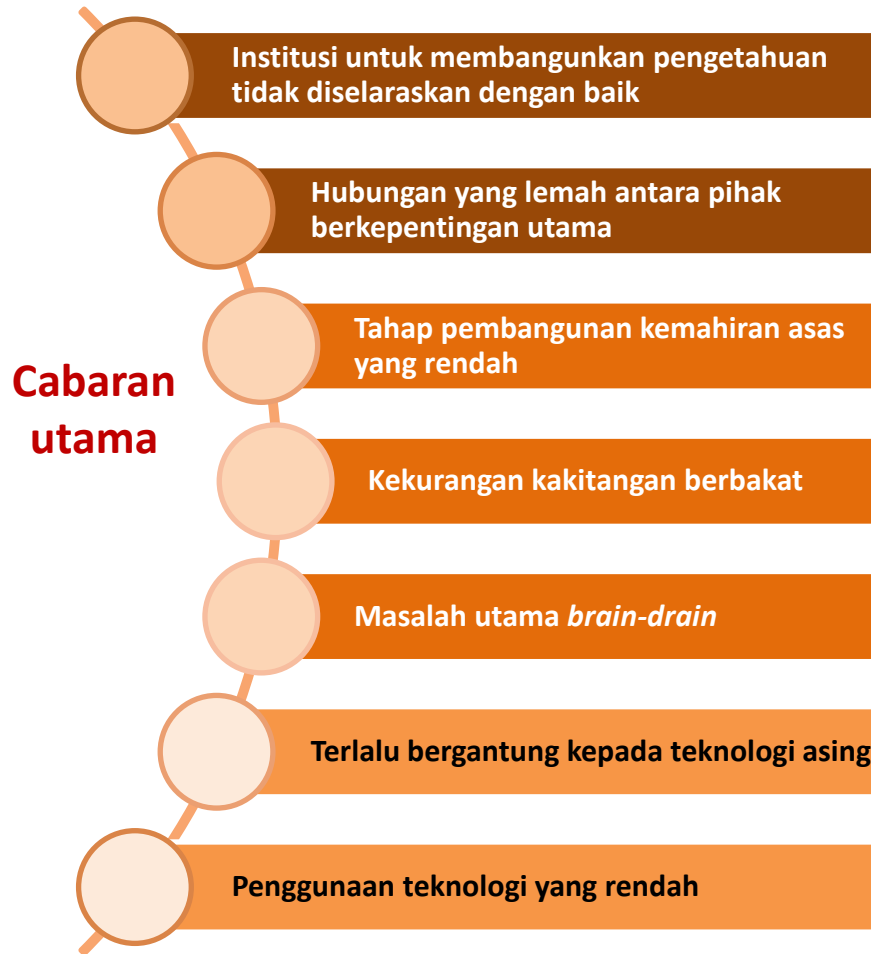 Institusi untuk membangunkan pengetahuan
tidak diselaraskan dengan baik
Hubungan yang lemah antara pihak
berkepentingan utama
Tahap pembangunan kemahiran asas
yang rendah
Cabaran
utama
Kekurangan kakitangan berbakat
Masalah utama brain-drain
Terlalu bergantung kepada teknologi asing
Penggunaan teknologi yang rendah